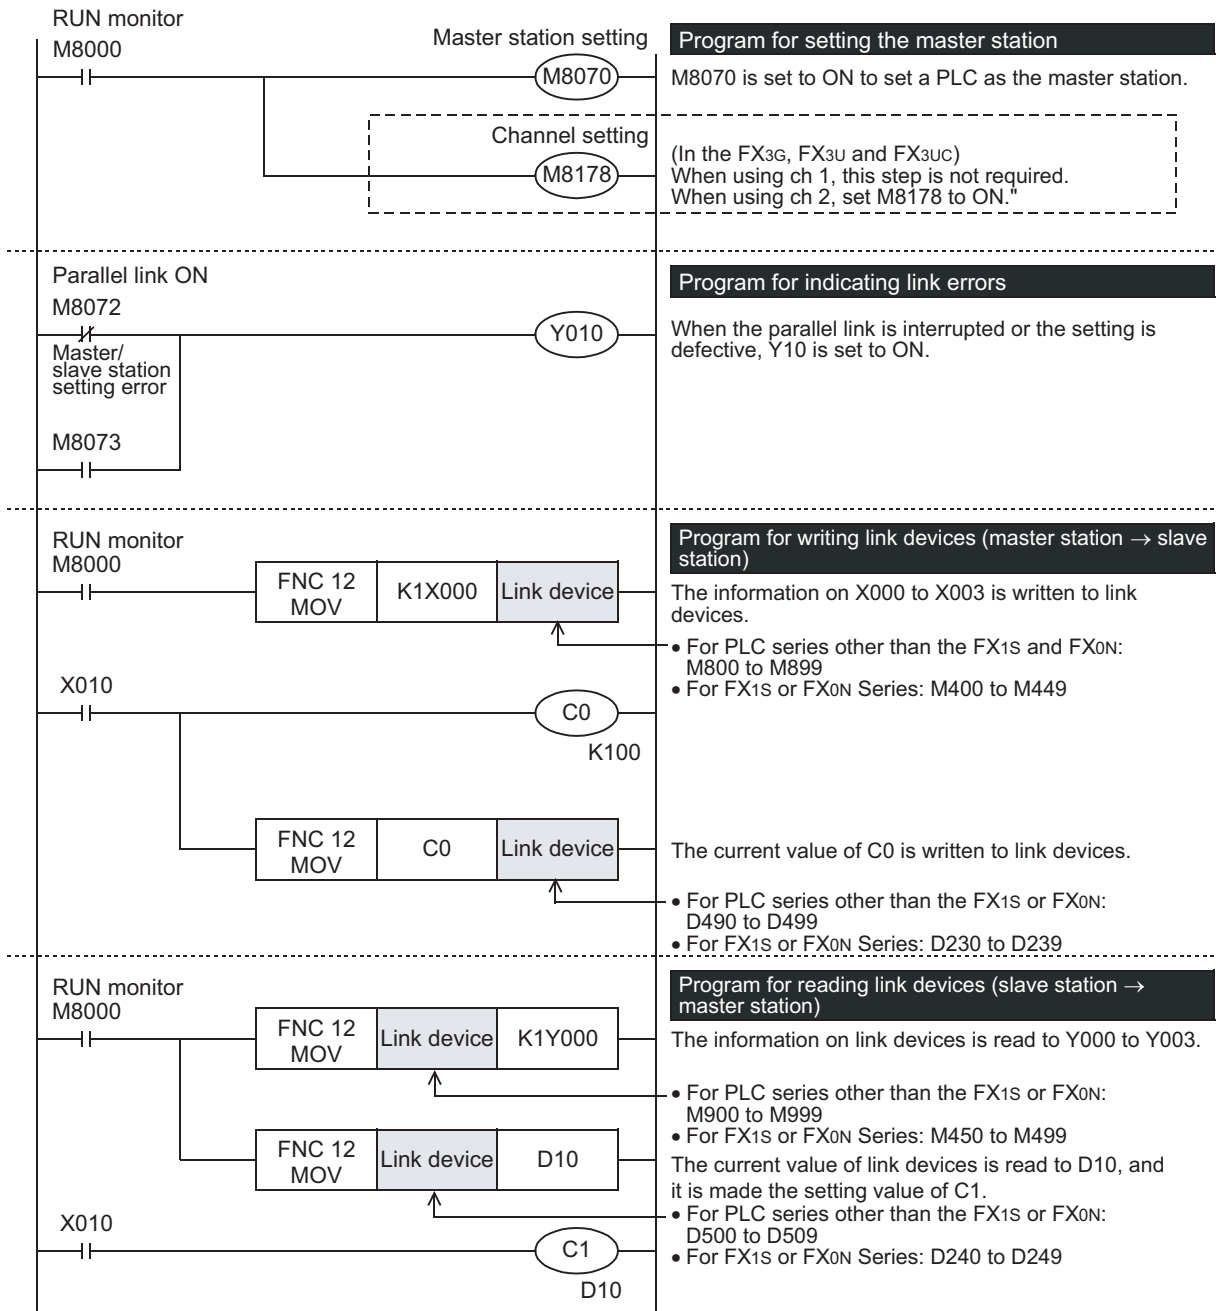 RUN monitor
M8000
Master station setting
M8070
Program for setting the master station
M8070 is set to ON to set a PLC as the master station.
Channel setting
M8178
(In the FX3G, FX3U and FX3UC)
When using ch 1, this step is not required.
When using ch 2, set M8178 to ON."
Parallel link ON
M8072
Master/
slave station
setting error
M8073
Y010
Program for indicating link errors
When the parallel link is interrupted or the setting is
defective, Y10 is set to ON.
RUN monitor
M8000
FNC 12
MOV
K1X000
Link device
Program for writing link devices (master station → slave
station)
The information on X000 to X003 is written to link
devices.
• For PLC series other than the FX1S and FX0N:
M800 to M899
• For FX1S or FX0N Series: M400 to M449
X010
C0
K100
FNC 12
MOV
C0
Link device
The current value of C0 is written to link devices.
• For PLC series other than the FX1S or FX0N:
D490 to D499
• For FX1S or FX0N Series: D230 to D239
RUN monitor
M8000
FNC 12
MOV
Link device
K1Y000
Program for reading link devices (slave station →
master station)
The information on link devices is read to Y000 to Y003.
• For PLC series other than the FX1S or FX0N:
M900 to M999
• For FX1S or FX0N Series: M450 to M499
FNC 12
MOV
Link device
D10
The current value of link devices is read to D10, and
it is made the setting value of C1.
• For PLC series other than the FX1S or FX0N:
D500 to D509
• For FX1S or FX0N Series: D240 to D249
X010
C1
D10